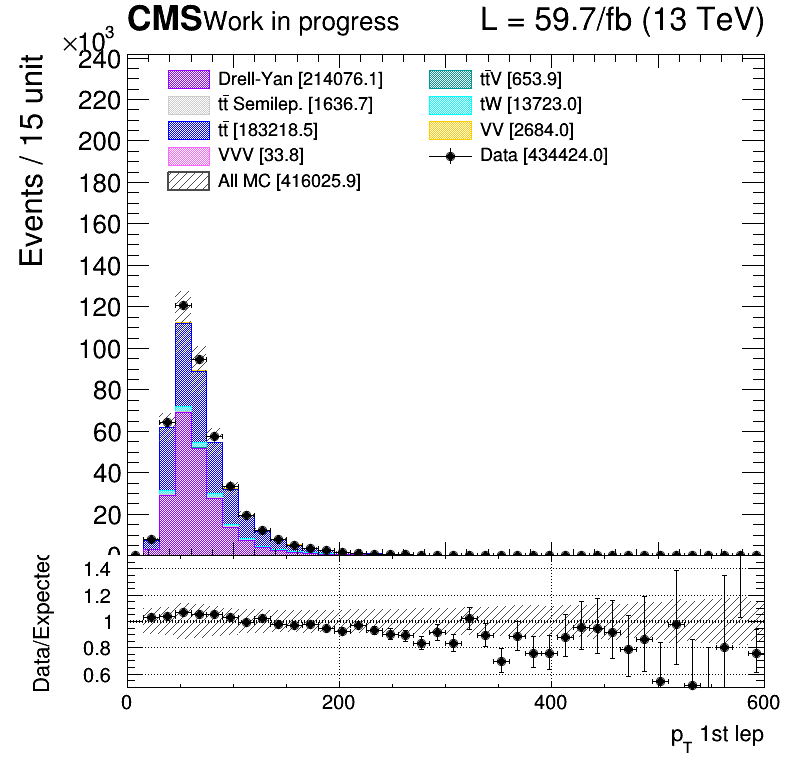 CMS Work in progress L = 59.7/fb (13 TeV)
×10³
Events / 15 unit
240
220
200
180
160
140
120
100
80
60
40
20
0
Drell-Yan [214076.1]
tt̄ Semilep. [1636.7]
tt̄ [183218.5]
VVV [33.8]
All MC [416025.9]
tt̄V [653.9]
tW [13723.0]
VV [2684.0]
Data [434424.0]
Data/Expected
1.4
1.2
1
0.8
0.6
0 200 400 600
p_T 1st lep